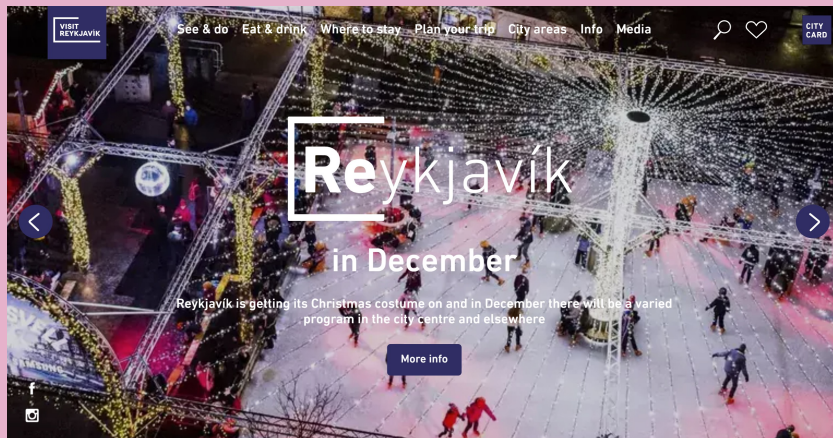 VISIT
REYKJAVÍK
See & do Eat & drink Where to stay Plan your trip City areas Info Media
CITY
CARD
Reykjavík
in December
Reykjavík is getting its Christmas costume on and in December there will be a varied
program in the city centre and elsewhere
More info
SAMSUNG
f